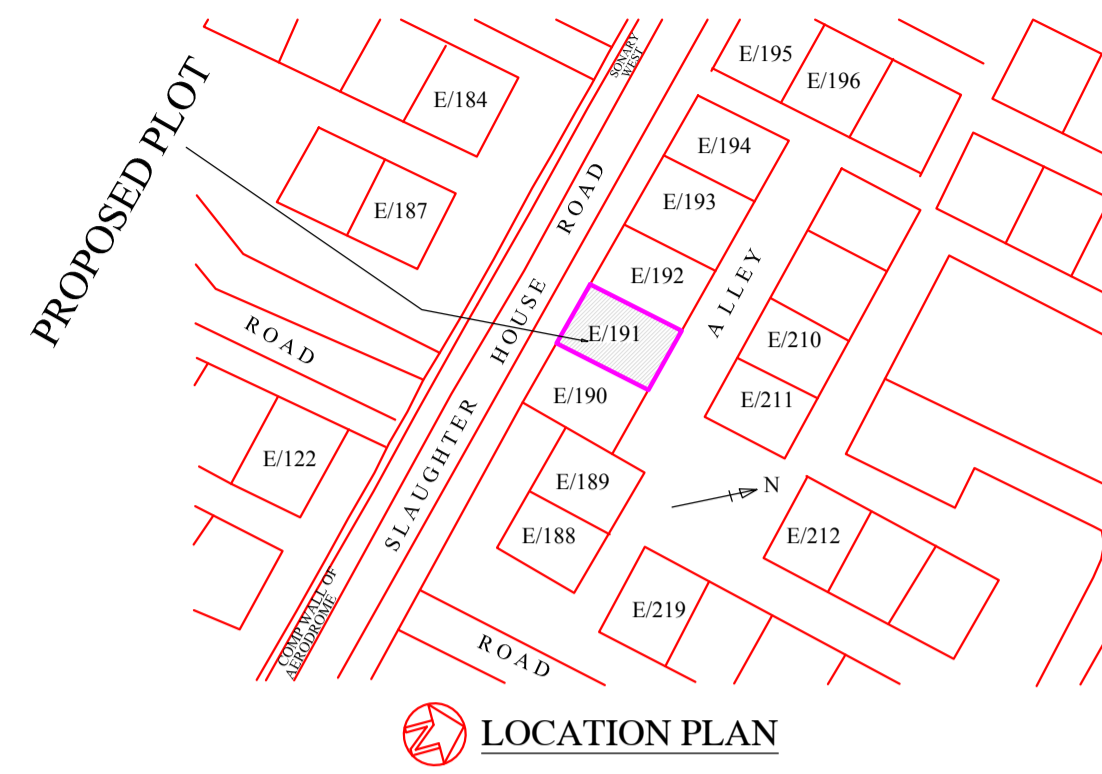 PROPOSED PLOT
E/184
E/187
SONARY
WEST
E/195
E/196
E/194
E/193
E/192
E/191
E/190
E/189
E/188
ALLEY
E/210
E/211
E/212
E/219
N
ROAD
E/122
SLAUGHTER HOUSE ROAD
COMP WALL OF
AERODROME
ROAD
LOCATION PLAN